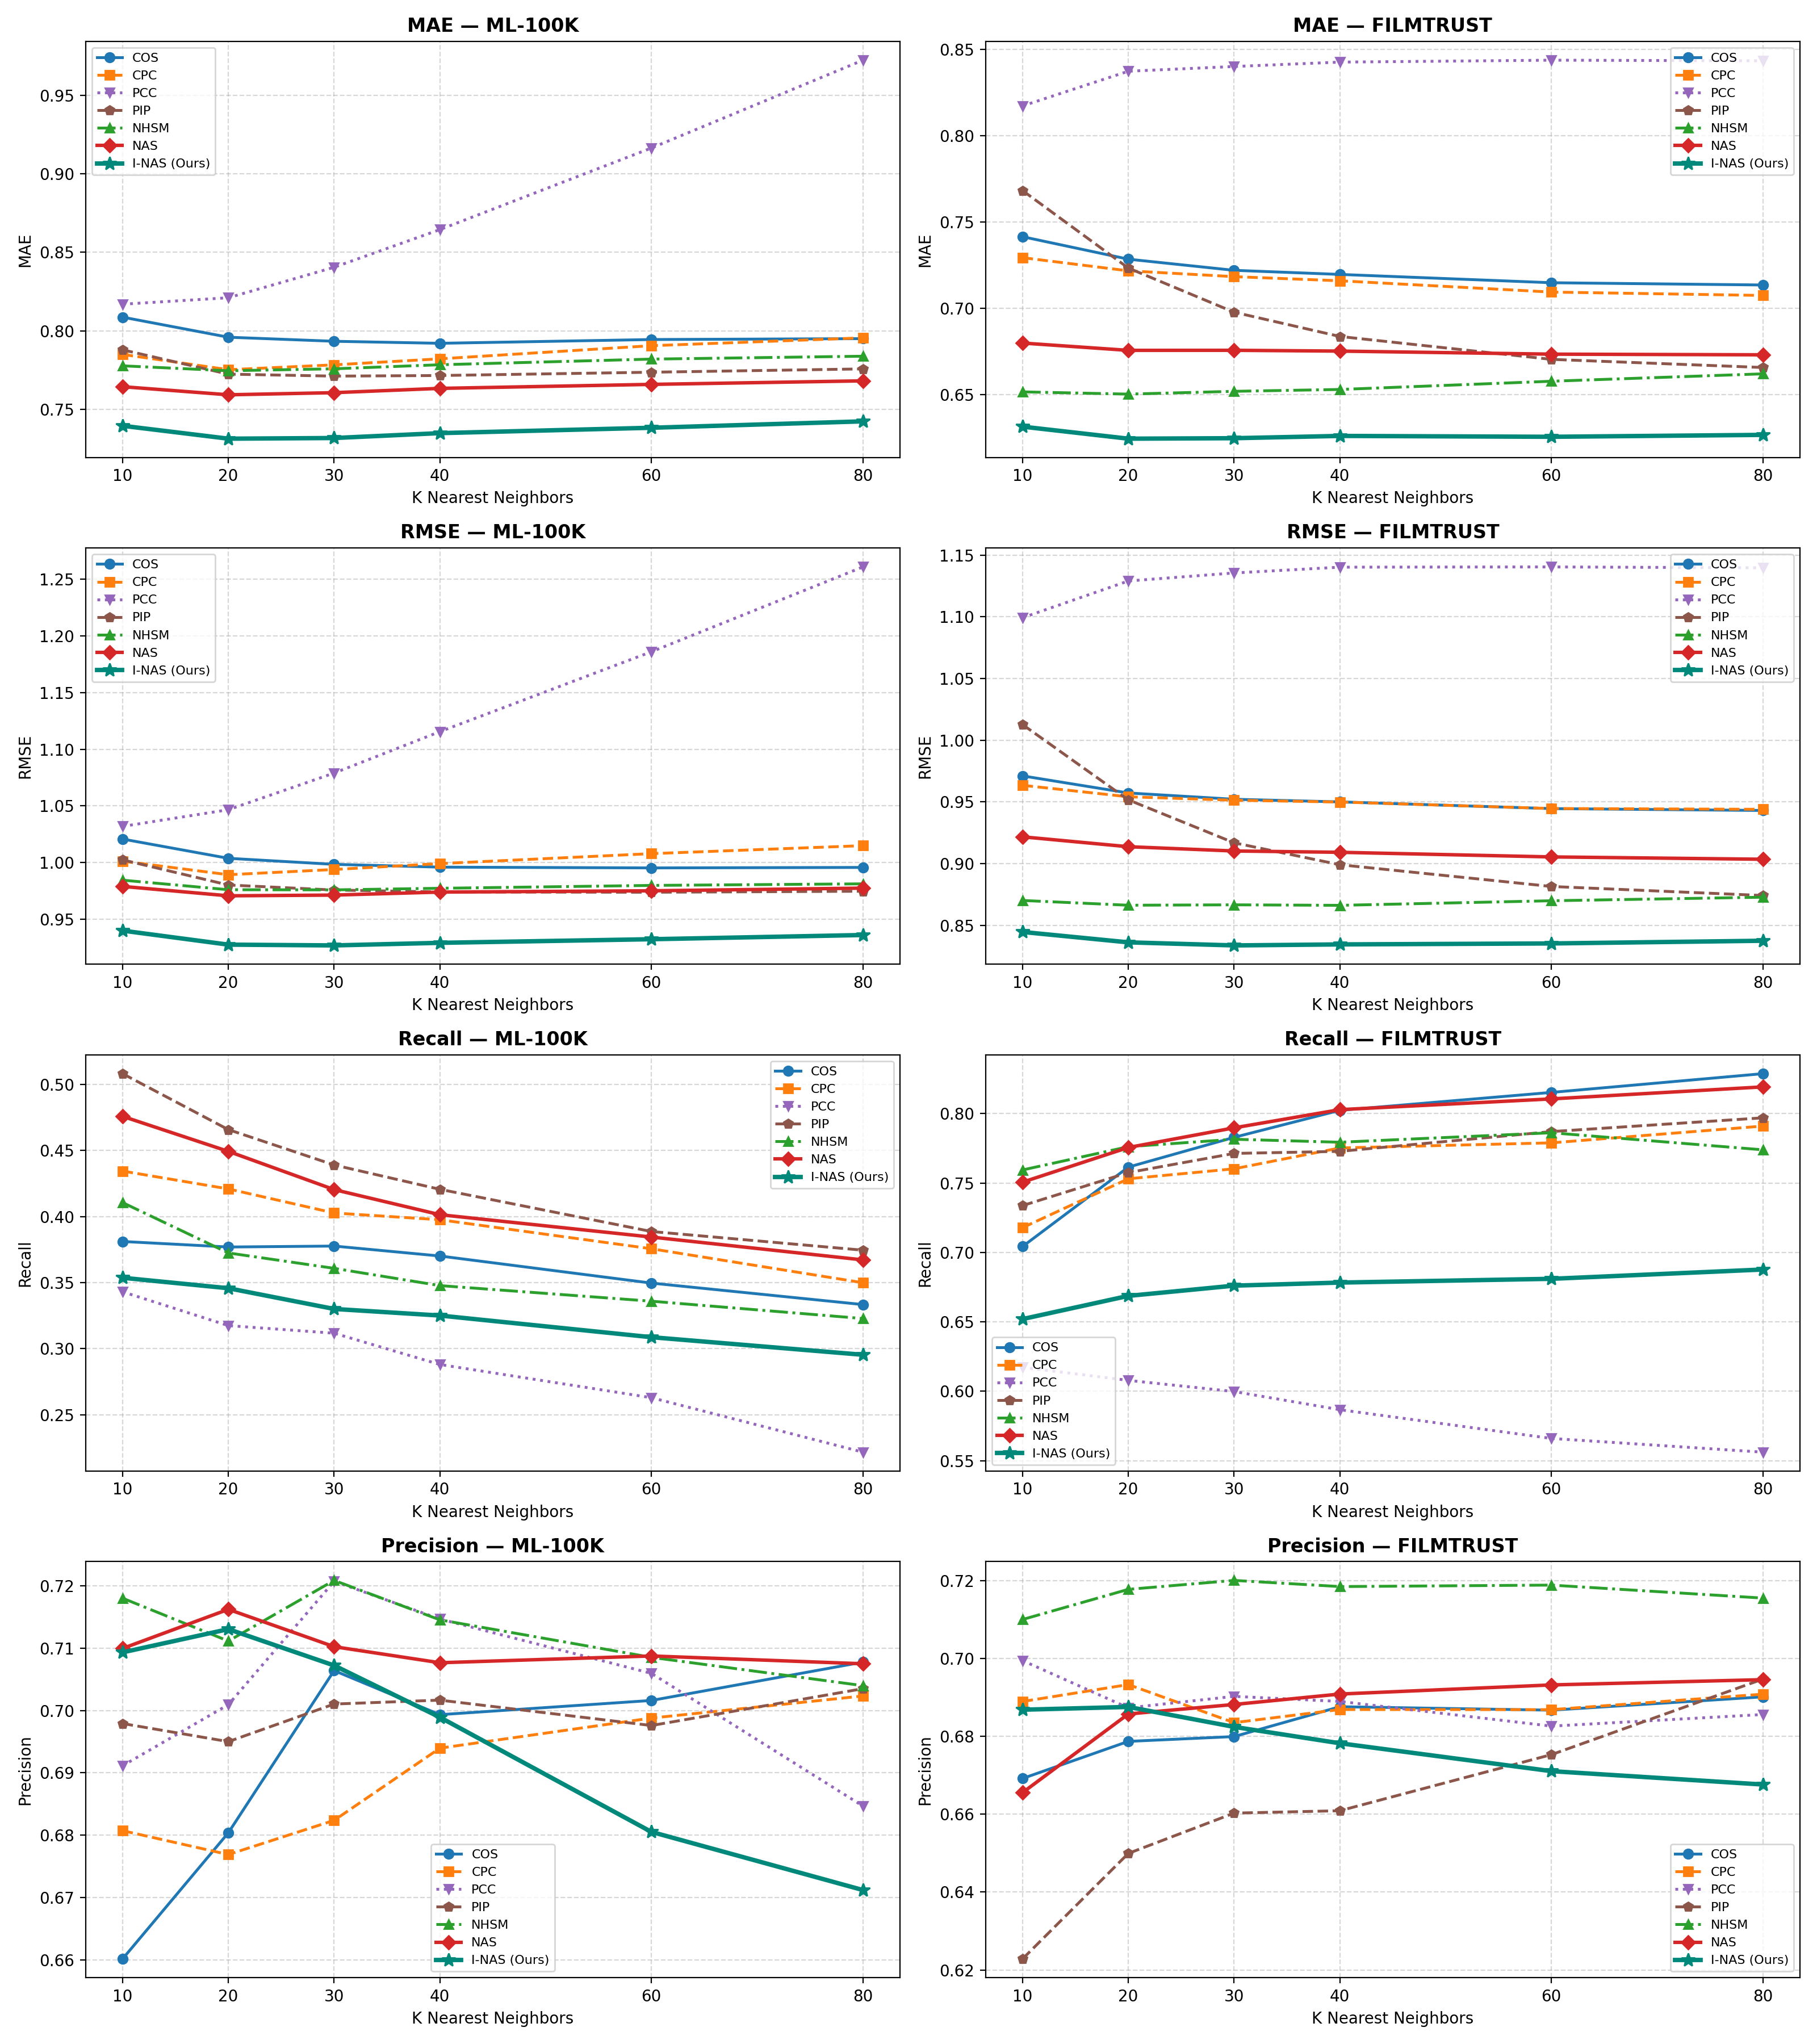 MAE — ML-100K
COS
CPC
PCC
PIP
NHSM
NAS
I-NAS (Ours)
MAE
0.95
0.90
0.85
0.80
0.75
10 20 30 40 60 80
K Nearest Neighbors
MAE — FILMTRUST
COS
CPC
PCC
PIP
NHSM
NAS
I-NAS (Ours)
MAE
0.85
0.80
0.75
0.70
0.65
10 20 30 40 60 80
K Nearest Neighbors
RMSE — ML-100K
COS
CPC
PCC
PIP
NHSM
NAS
I-NAS (Ours)
RMSE
1.25
1.20
1.15
1.10
1.05
1.00
0.95
10 20 30 40 60 80
K Nearest Neighbors
RMSE — FILMTRUST
COS
CPC
PCC
PIP
NHSM
NAS
I-NAS (Ours)
RMSE
1.15
1.10
1.05
1.00
0.95
0.90
0.85
10 20 30 40 60 80
K Nearest Neighbors
Recall — ML-100K
COS
CPC
PCC
PIP
NHSM
NAS
I-NAS (Ours)
Recall
0.50
0.45
0.40
0.35
0.30
0.25
10 20 30 40 60 80
K Nearest Neighbors
Recall — FILMTRUST
Recall
0.80
0.75
0.70
0.65
0.60
0.55
COS
CPC
PCC
PIP
NHSM
NAS
I-NAS (Ours)
10 20 30 40 60 80
K Nearest Neighbors
Precision — ML-100K
Precision
0.72
0.71
0.70
0.69
0.68
0.67
0.66
COS
CPC
PCC
PIP
NHSM
NAS
I-NAS (Ours)
10 20 30 40 60 80
K Nearest Neighbors
Precision — FILMTRUST
Precision
0.72
0.70
0.68
0.66
0.64
0.62
COS
CPC
PCC
PIP
NHSM
NAS
I-NAS (Ours)
10 20 30 40 60 80
K Nearest Neighbors